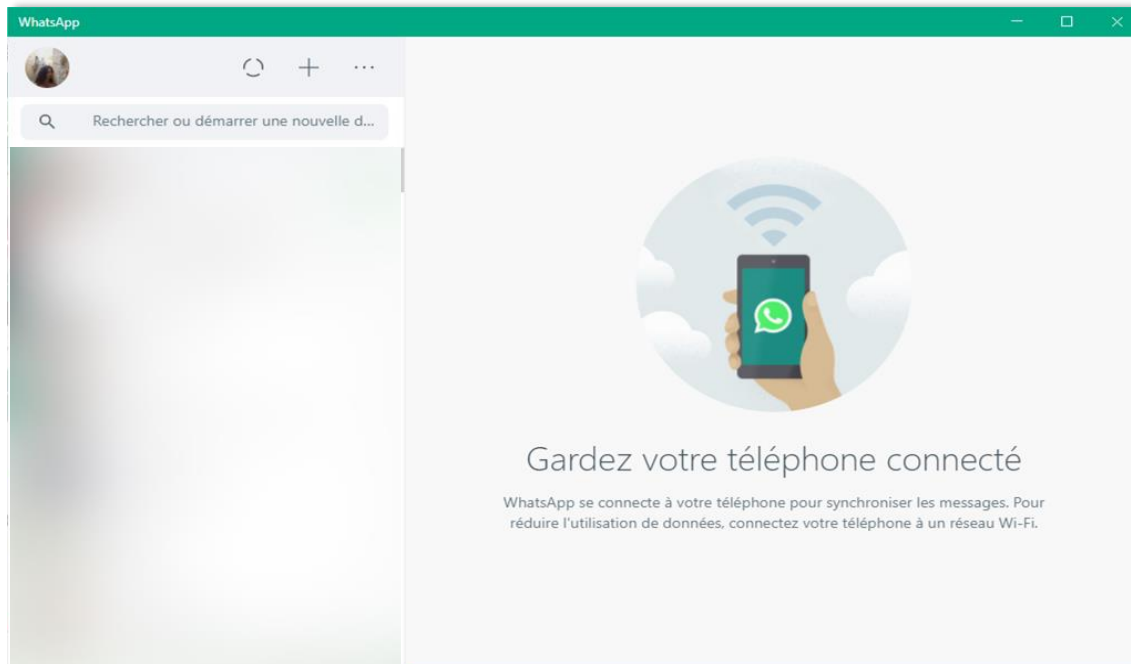 WhatsApp
Rechercher ou démarrer une nouvelle d...
Gardez votre téléphone connecté
WhatsApp se connecte à votre téléphone pour synchroniser les messages. Pour
réduire l'utilisation de données, connectez votre téléphone à un réseau Wi-Fi.